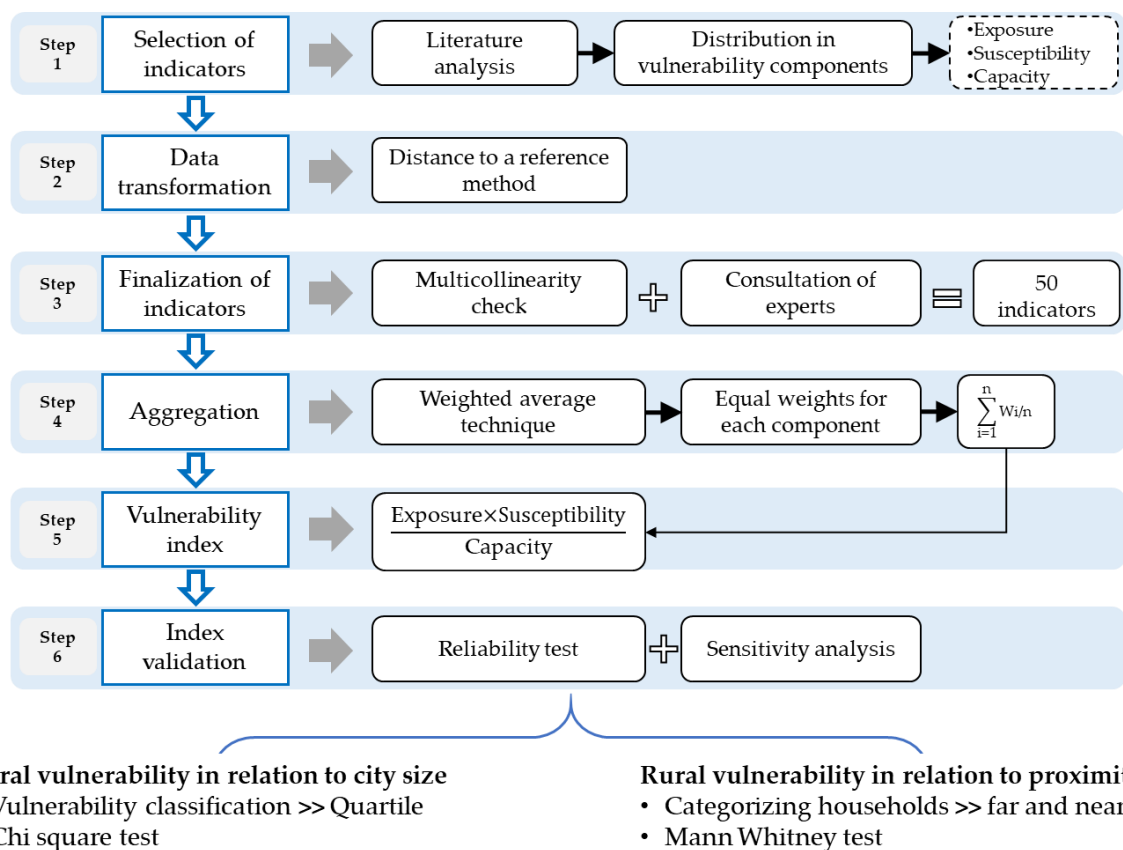 Step
1
Selection of
indicators
Literature
analysis
Distribution in
vulnerability components
•Exposure
•Susceptibility
•Capacity
Step
2
Data
transformation
Distance to a reference
method
Step
3
Finalization of
indicators
Multicollinearity
check
+
Consultation of
experts
=
50
indicators
Step
4
Aggregation
Weighted average
technique
Equal weights for
each component
n
∑ Wi/n
i=1
Step
5
Vulnerability
index
Exposure×Susceptibility
Capacity
Step
6
Index
validation
Reliability test
+
Sensitivity analysis
ral vulnerability in relation to city size
Vulnerability classification >> Quartile
Chi square test
Rural vulnerability in relation to proximit
• Categorizing households >> far and near
• Mann Whitney test